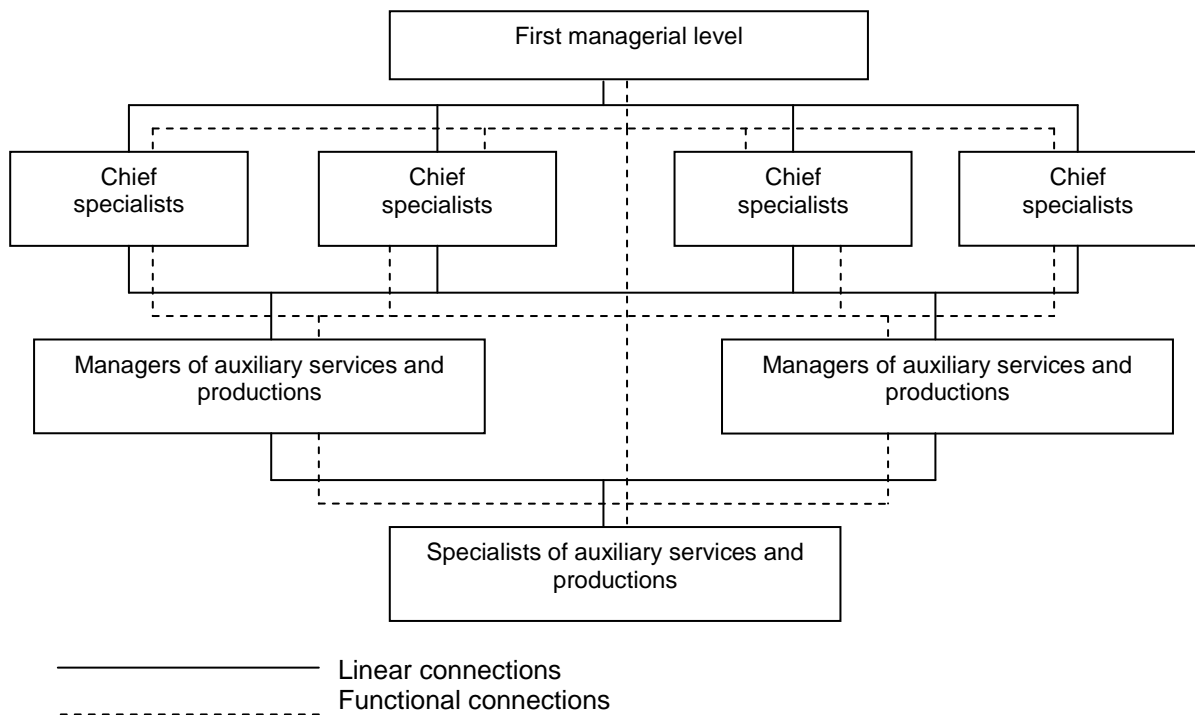 First managerial level
Chief
specialists
Chief
specialists
Chief
specialists
Chief
specialists
Managers of auxiliary services and
productions
Managers of auxiliary services and
productions
Specialists of auxiliary services and
productions
Linear connections
Functional connections